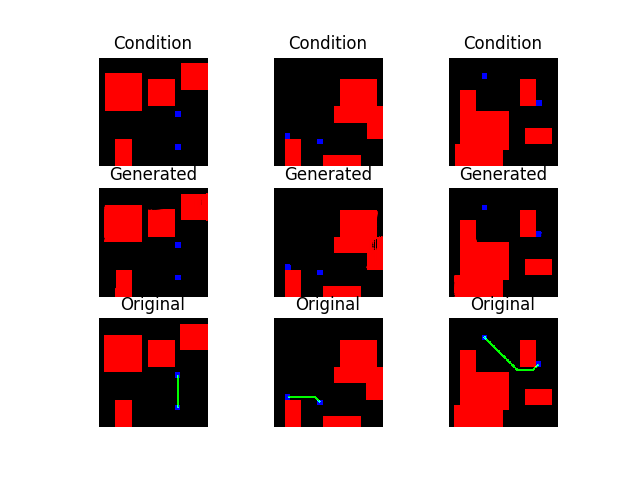 Condition Condition Condition
Generated Generated Generated
Original Original Original